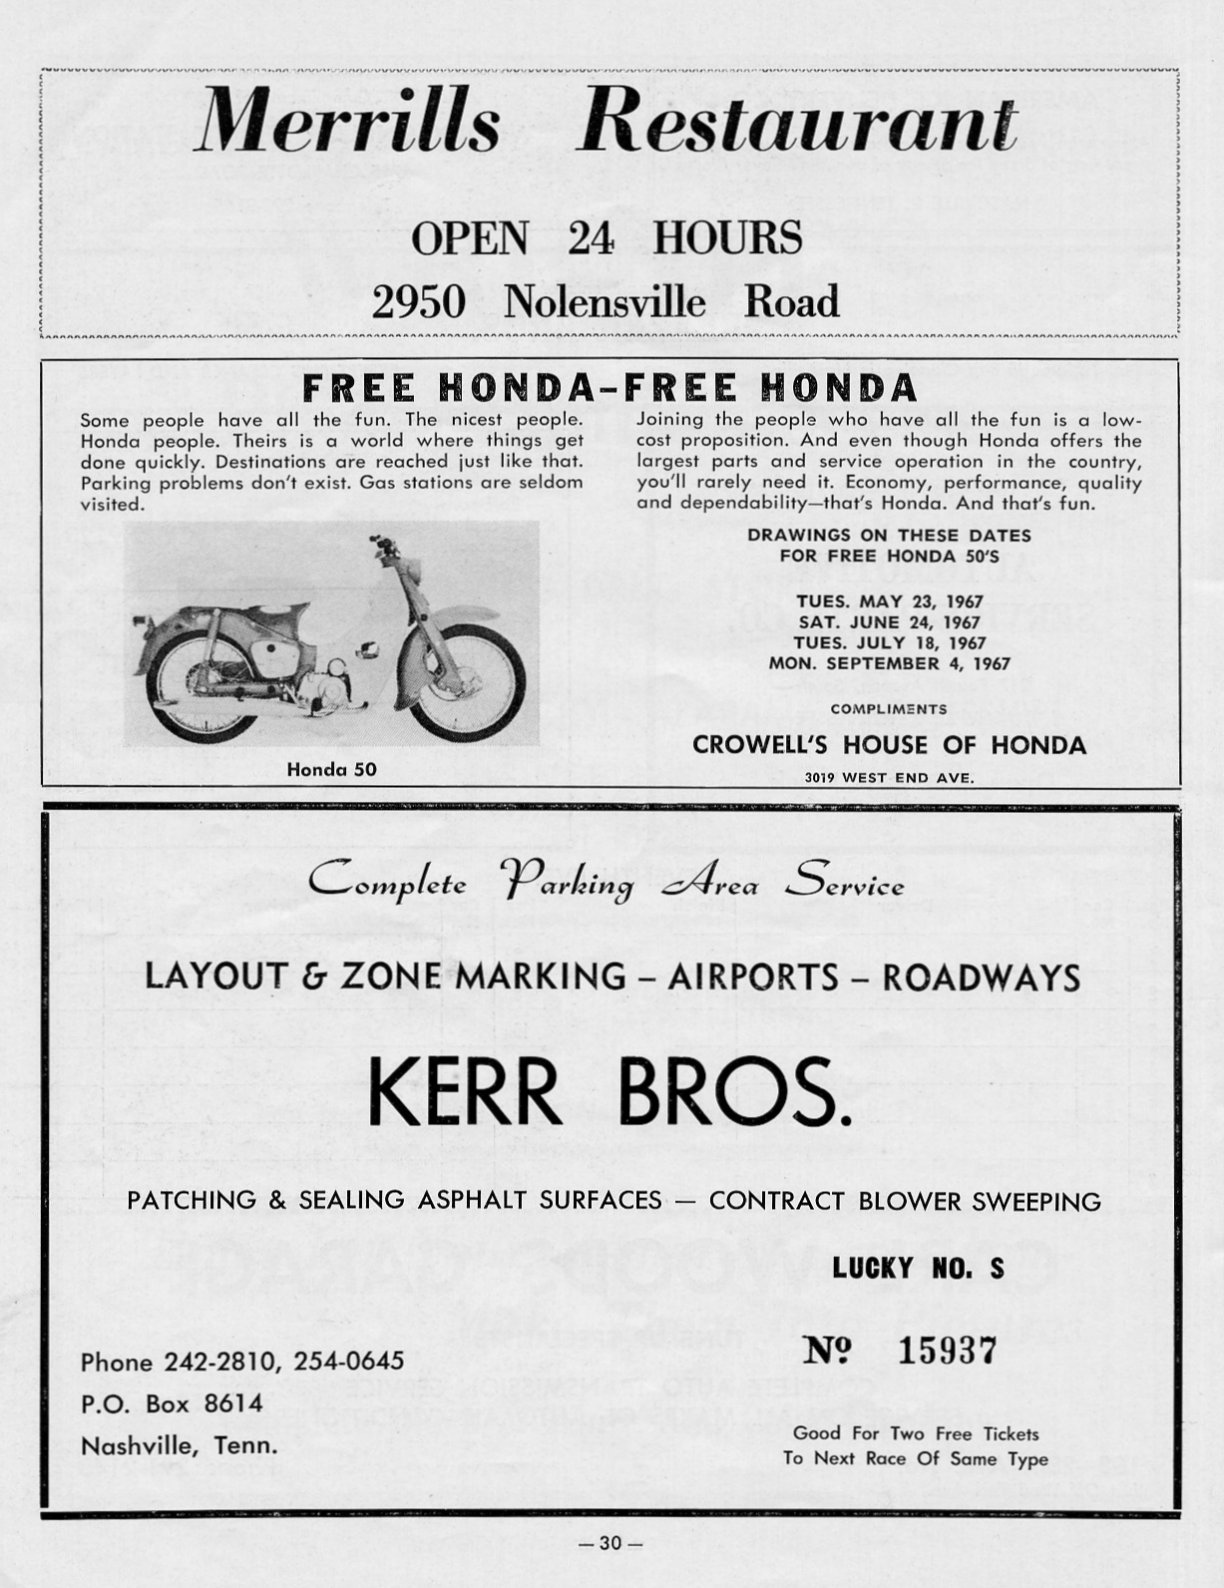 Merrills Restaurant
OPEN 24 HOURS
2950 Nolensville Road
FREE HONDA-FREE HONDA
Some people have all the fun. The nicest people.
Honda people. Theirs is a world where things get
done quickly. Destinations are reached just like that.
Parking problems don't exist. Gas stations are seldom
visited.
Honda 50
Joining the people who have all the fun is a low-
cost proposition. And even though Honda offers the
largest parts and service operation in the country,
you'll rarely need it. Economy, performance, quality
and dependability—that's Honda. And that's fun.
DRAWINGS ON THESE DATES
FOR FREE HONDA 50'S
TUES. MAY 23, 1967
SAT. JUNE 24, 1967
TUES. JULY 18, 1967
MON. SEPTEMBER 4, 1967
COMPLIMENTS
CROWELL'S HOUSE OF HONDA
3019 WEST END AVE.
Complete Parking Area Service
LAYOUT & ZONE MARKING – AIRPORTS – ROADWAYS
KERR BROS.
PATCHING & SEALING ASPHALT SURFACES — CONTRACT BLOWER SWEEPING
LUCKY NO. S
Nº 15937
Phone 242-2810, 254-0645
P.O. Box 8614
Nashville, Tenn.
Good For Two Free Tickets
To Next Race Of Same Type
— 30 —